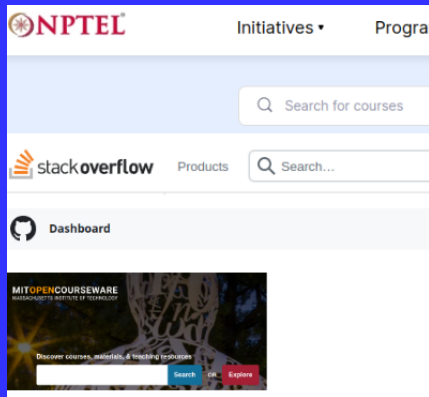 NPTEL
Initiatives Progra
Search for courses
stackoverflow Products Search...
Dashboard
MITOPENCOURSEWARE
MASSACHUSETTS INSTITUTE OF TECHNOLOGY
Discover courses, materials, & teaching resources
Search OR Explore